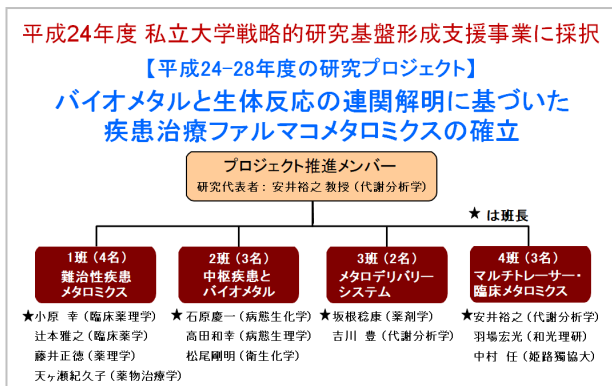 平成24年度 私立大学戦略的研究基盤形成支援事業に採択
【平成24-28年度の研究プロジェクト】
バイオメタルと生体反応の連関解明に基づいた
疾患治療ファルマコメタロミクスの確立
プロジェクト推進メンバー
研究代表者： 安井裕之 教授（代謝分析学）
★ は班長
1班（4名）
難治性疾患
メタロミクス
★小原 幸（臨床薬理学）
辻本雅之（臨床薬学）
藤井正徳（薬理学）
天ヶ瀬紀久子（薬物治療学）
2班（3名）
中枢疾患と
バイオメタル
★石原慶一（病態生化学）
高田和幸（病態生理学）
松尾剛明（衛生化学）
3班（2名）
メタロデリバリー
システム
★坂根稔康（薬剤学）
吉川 豊（代謝分析学）
4班（3名）
マルチトレーサー・
臨床メタロミクス
★安井裕之（代謝分析学）
羽場宏光（和光理研）
中村 任（姫路獨協大）